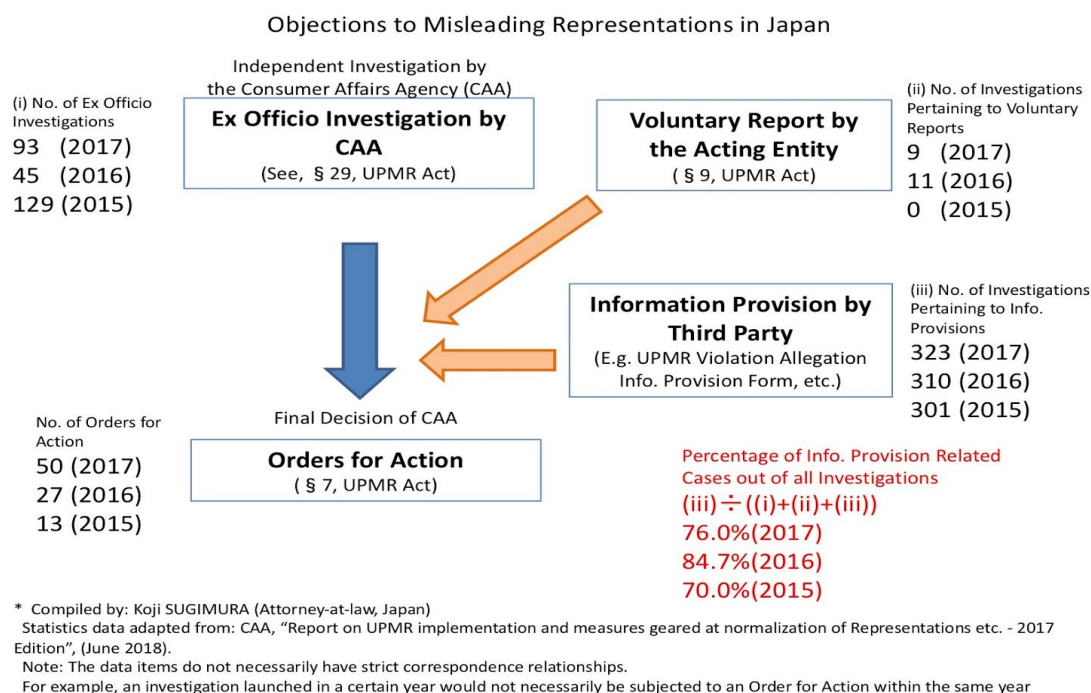 Objections to Misleading Representations in Japan
Independent Investigation by
the Consumer Affairs Agency (CAA)
(i) No. of Ex Officio
Investigations
93 (2017)
45 (2016)
129 (2015)
Ex Officio Investigation by
CAA
(See, § 29, UPMR Act)
Voluntary Report by
the Acting Entity
( § 9, UPMR Act)
(ii) No. of Investigations
Pertaining to Voluntary
Reports
9 (2017)
11 (2016)
0 (2015)
Information Provision by
Third Party
(E.g. UPMR Violation Allegation
Info. Provision Form, etc.)
(iii) No. of Investigations
Pertaining to Info.
Provisions
323 (2017)
310 (2016)
301 (2015)
No. of Orders for
Action
50 (2017)
27 (2016)
13 (2015)
Final Decision of CAA
Orders for Action
( § 7, UPMR Act)
Percentage of Info. Provision Related
Cases out of all Investigations
(iii)÷((i)+(ii)+(iii))
76.0%(2017)
84.7%(2016)
70.0%(2015)
* Compiled by: Koji SUGIMURA (Attorney-at-law, Japan)
Statistics data adapted from: CAA, “Report on UPMR implementation and measures geared at normalization of Representations etc. - 2017
Edition”, (June 2018).
Note: The data items do not necessarily have strict correspondence relationships.
For example, an investigation launched in a certain year would not necessarily be subjected to an Order for Action within the same year